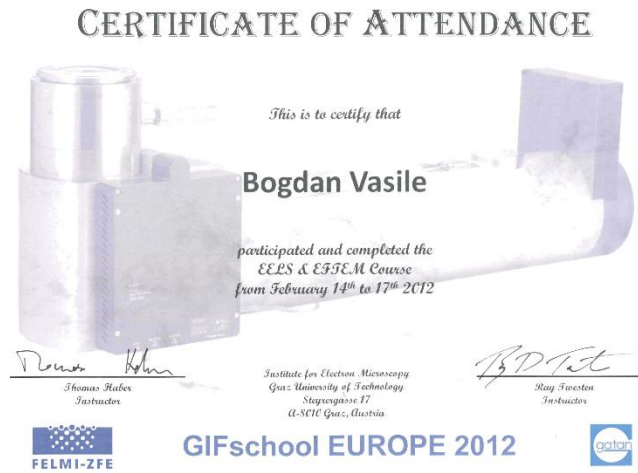 CERTIFICATE OF ATTENDANCE
This is to certify that
Bogdan Vasile
participated and completed the
EELS & EFTEM Course
from February 14th to 17th 2012
Thomas Haber
Instructor
Institute for Electron Microscopy
Graz University of Technology
Steyrergasse 17
A-8010 Graz, Austria
Ray Twesten
Instructor
FELMI-ZFE
GIFschool EUROPE 2012
gatan